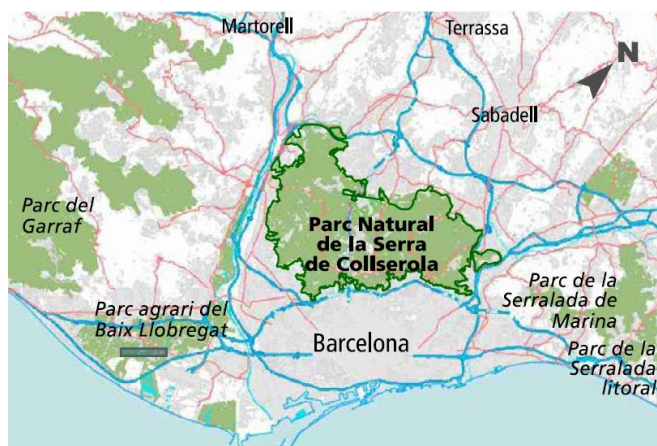 Martorell
Terrassa
N
Sabadell
Parc del
Garraf
Parc Natural
de la Serra
de Collserola
Parc de la
Serralada de
Marina
Parc agrari del
Baix Llobregat
Barcelona
Parc de la
Serralada
litoral